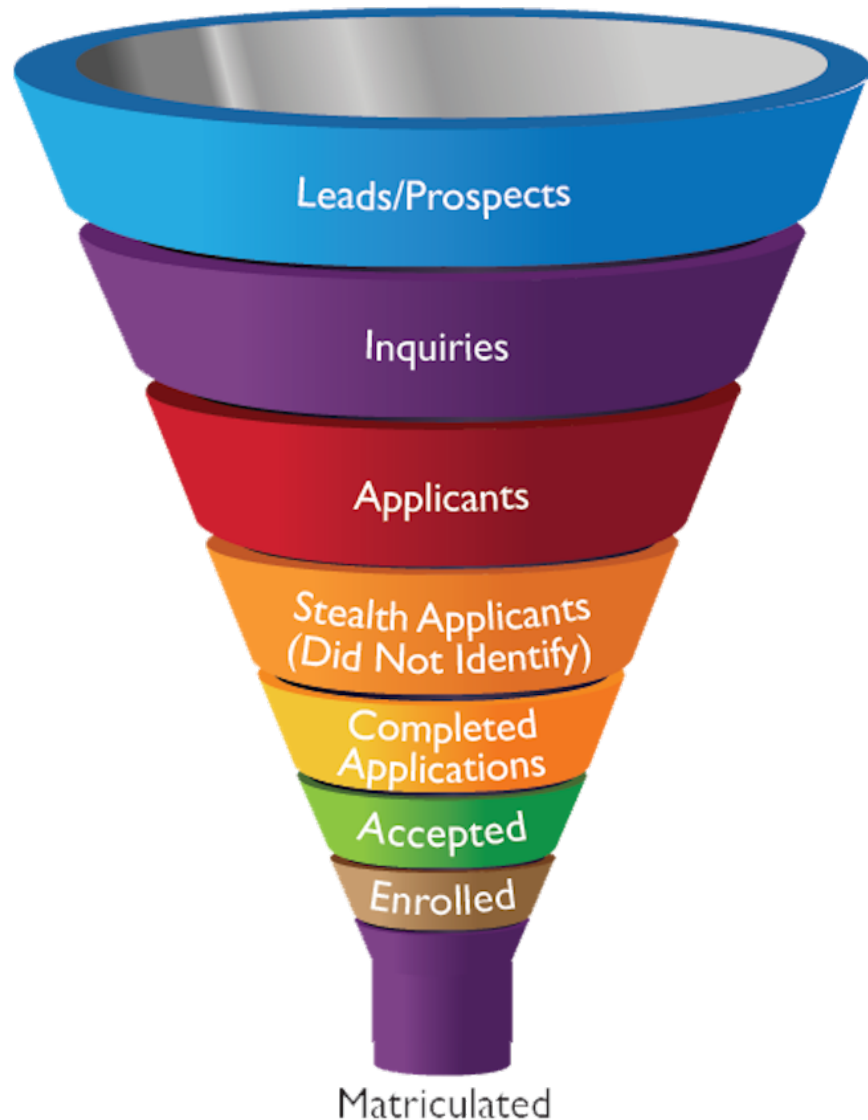 Leads/Prospects
Inquiries
Applicants
Stealth Applicants
(Did Not Identify)
Completed
Applications
Accepted
Enrolled
Matriculated